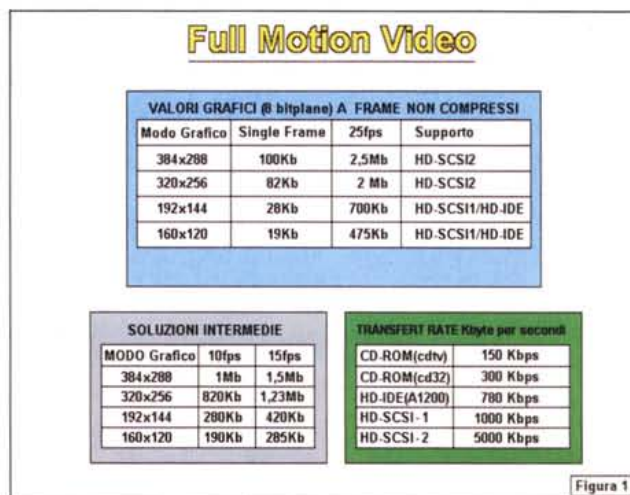 Full Motion Video
VALORI GRAFICI (8 bitplane) A FRAME NON COMPRESSI
Modo Grafico Single Frame 25fps Supporto
384x288 100Kb 2,5Mb HD-SCSI2
320x256 82Kb 2 Mb HD-SCSI2
192x144 28Kb 700Kb HD-SCSI1/HD-IDE
160x120 19Kb 475Kb HD-SCSI1/HD-IDE
SOLUZIONI INTERMEDIE
MODO Grafico 10fps 15fps
384x288 1Mb 1,5Mb
320x256 820Kb 1,23Mb
192x144 280Kb 420Kb
160x120 190Kb 285Kb
TRANSFERT RATE Kbyte per secondi
CD-ROM(cdtv) 150 Kbps
CD-ROM(cd32) 300 Kbps
HD-IDE(A1200) 780 Kbps
HD-SCSI-1 1000 Kbps
HD-SCSI-2 5000 Kbps
Figura 1